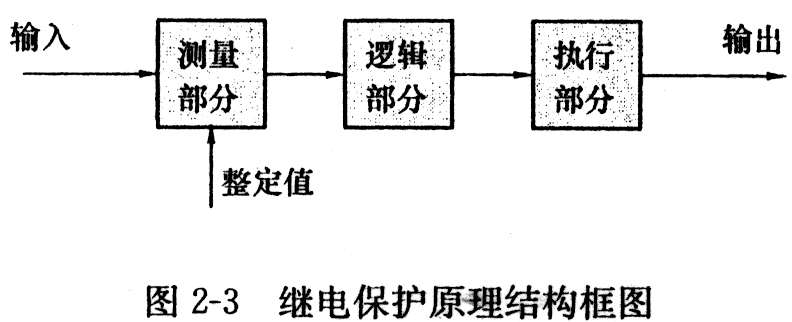 输入
测量
部分
逻辑
部分
执行
部分
输出
整定值
图 2-3 继电保护原理结构框图